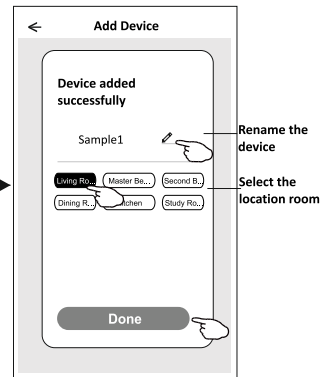 Add Device
Device added
successfully
Sample1
Rename the
device
Living Ro...
Master Be...
Second B...
Select the
location room
Dining R...
itchen
Study Ro...
Done